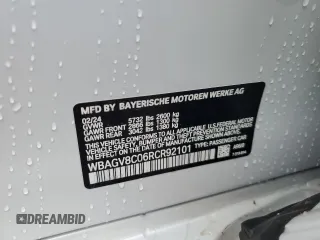 MFD BY BAYERISCHE MOTOREN WERKE AG
02/24
GVWR 5732 lbs 2600 kg
GAWR FRONT 2866 lbs 1300 kg
GAWR REAR 3042 lbs 1380 kg
THIS VEHICLE CONFORMS TO ALL APPLICABLE
FEDERAL MOTOR VEHICLE SAFETY, BUMPER,
AND THEFT PREVENTION STANDARDS IN EFFECT
ON THE DATE OF MANUFACTURE SHOWN ABOVE.
WBAGV8C06RCR92101 TYPE: PASSENGER CAR
DREAMBID
DREAMBID